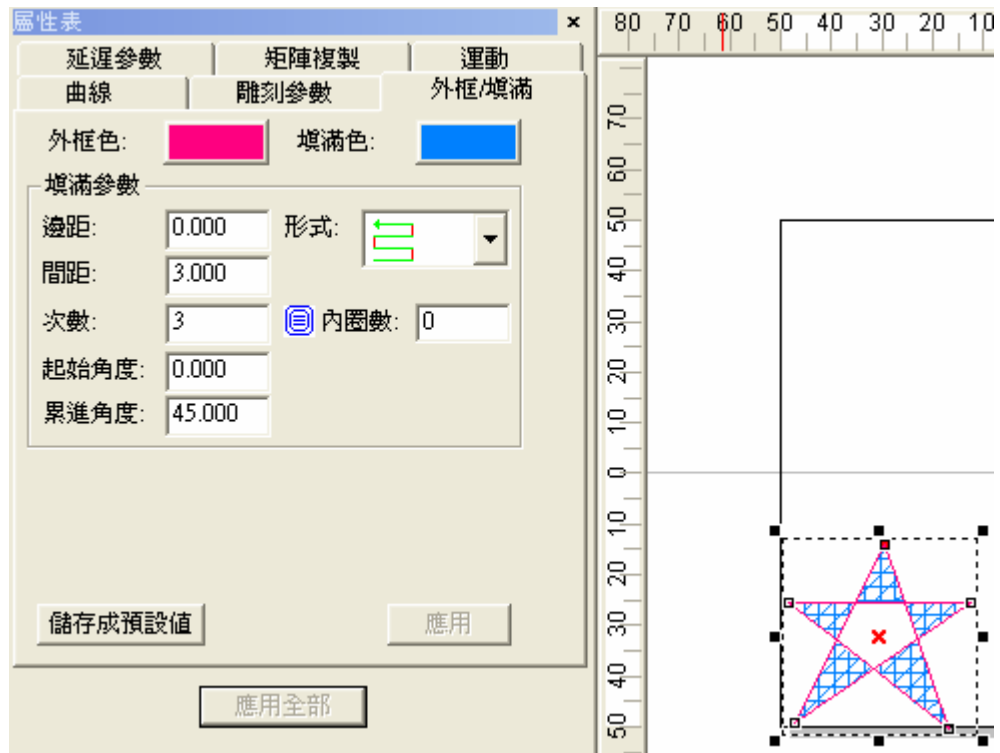 屬性表
延遲參數 矩陣複製 運動
曲線 雕刻參數 外框/填滿
外框色: 填滿色:
填滿參數
邊距: 0.000 形式:
間距: 3.000
次數: 3 內圈數: 0
起始角度: 0.000
累進角度: 45.000
儲存成預設值 應用
應用全部
80 70 60 50 40 30 20 10
70
60
50
40
30
20
10
0
10
20
30
40
50